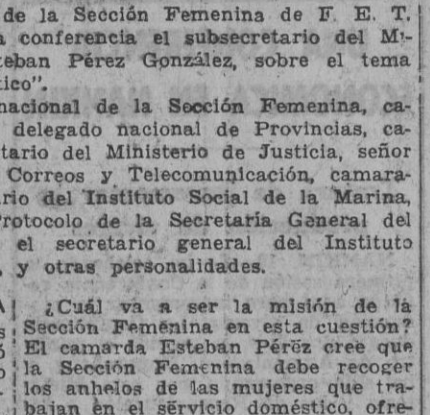 de la Sección Femenina de F. E. T.
conferencia el subsecretario del Mi-
teban Pérez González, sobre el tema
tico".
nacional de la Sección Femenina, ca-
delegado nacional de Provincias, ca-
tario del Ministerio de Justicia, señor
Correos y Telecomunicación, camara-
rio del Instituto Social de la Marina,
rotocolo de la Secretaría General del
el secretario general del Instituto
y otras personalidades.
¿Cuál va a ser la misión de la
Sección Femenina en esta cuestión?
El camarda Esteban Pérez cree que
la Sección Femenina debe recoger
los anhelos de las mujeres que tra-
bajan en el servicio doméstico, ofre-